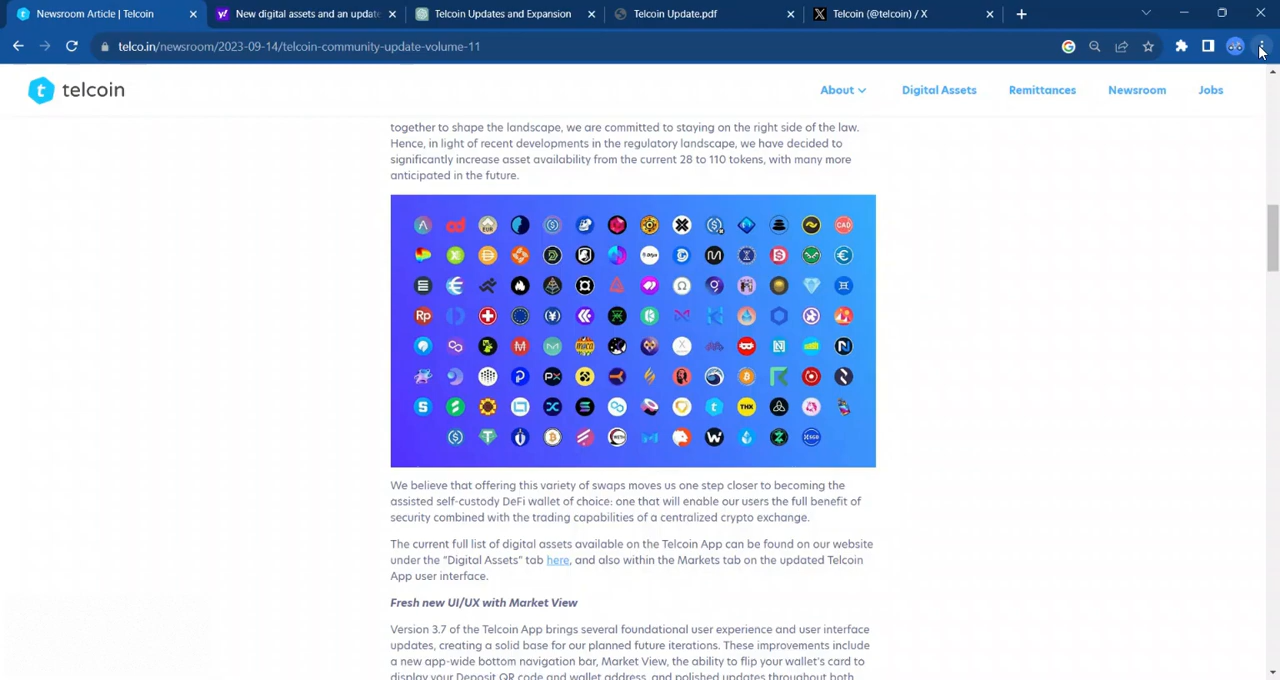 Newsroom Article | Telcoin
New digital assets and an updat
Telcoin Updates and Expansion
Telcoin Update.pdf
Telcoin (@telcoin) / X
telco.in/newsroom/2023-09-14/telcoin-community-update-volume-11
telcoin
About
Digital Assets
Remittances
Newsroom
Jobs
together to shape the landscape, we are committed to staying on the right side of the law.
Hence, in light of recent developments in the regulatory landscape, we have decided to
significantly increase asset availability from the current 28 to 110 tokens, with many more
anticipated in the future.
EUR
CAD
Rp
PX
THX
WETH
XSGD
We believe that offering this variety of swaps moves us one step closer to becoming the
assisted self-custody DeFi wallet of choice: one that will enable our users the full benefit of
security combined with the trading capabilities of a centralized crypto exchange.
The current full list of digital assets available on the Telcoin App can be found on our website
under the “Digital Assets” tab here, and also within the Markets tab on the updated Telcoin
App user interface.
Fresh new UI/UX with Market View
Version 3.7 of the Telcoin App brings several foundational user experience and user interface
updates, creating a solid base for our planned future iterations. These improvements include
a new app-wide bottom navigation bar, Market View, the ability to flip your wallet's card to
display your Deposit QR code and wallet address, and polished updates throughout both